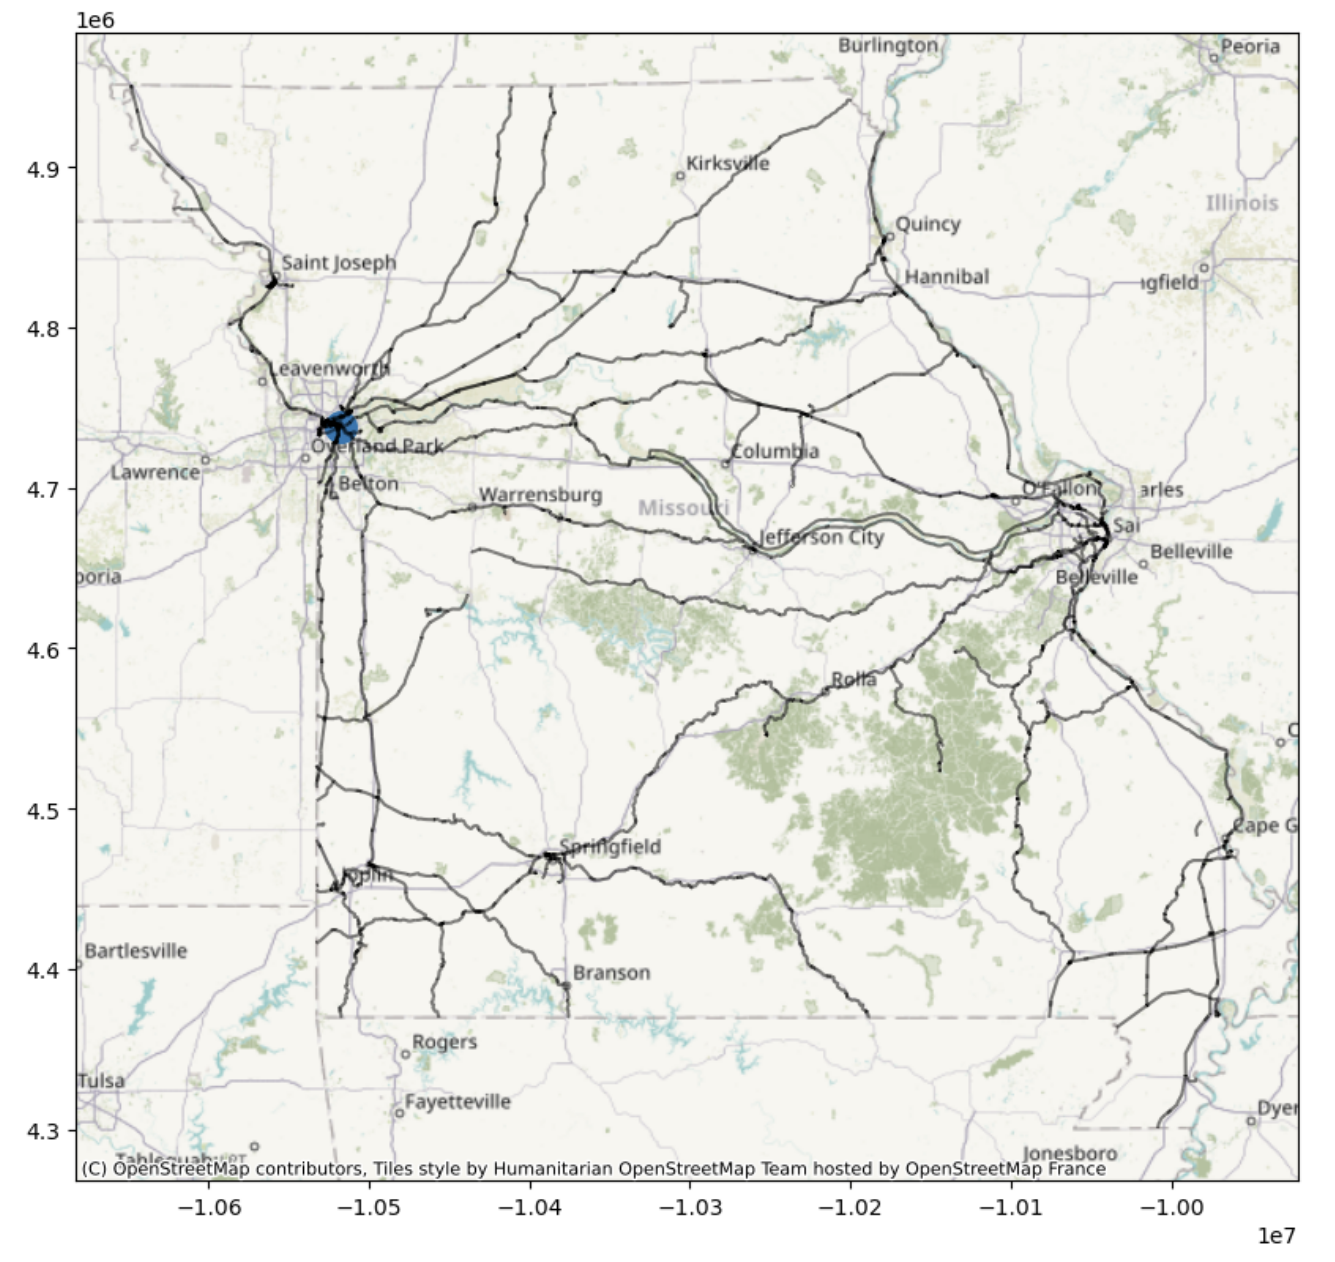 1e6
Burlington
Peoria
4.9
Kirksville
Illinois
Quincy
Saint Joseph
Hannibal
ngfield
4.8
Leavenworth
Overland Park
Columbia
Lawrence
4.7
Belton
Warrensburg
Missouri
O'Fallon
arles
Sai
Jefferson City
Belleville
poria
Belleville
4.6
Rolla
C
4.5
Springfield
Cape G
Joplin
Bartlesville
4.4
Branson
Rogers
Tulsa
Fayetteville
Dyer
4.3
Jonesboro
(C) OpenStreetMap contributors, Tiles style by Humanitarian OpenStreetMap Team hosted by OpenStreetMap France
−1.06 −1.05 −1.04 −1.03 −1.02 −1.01 −1.00
1e7